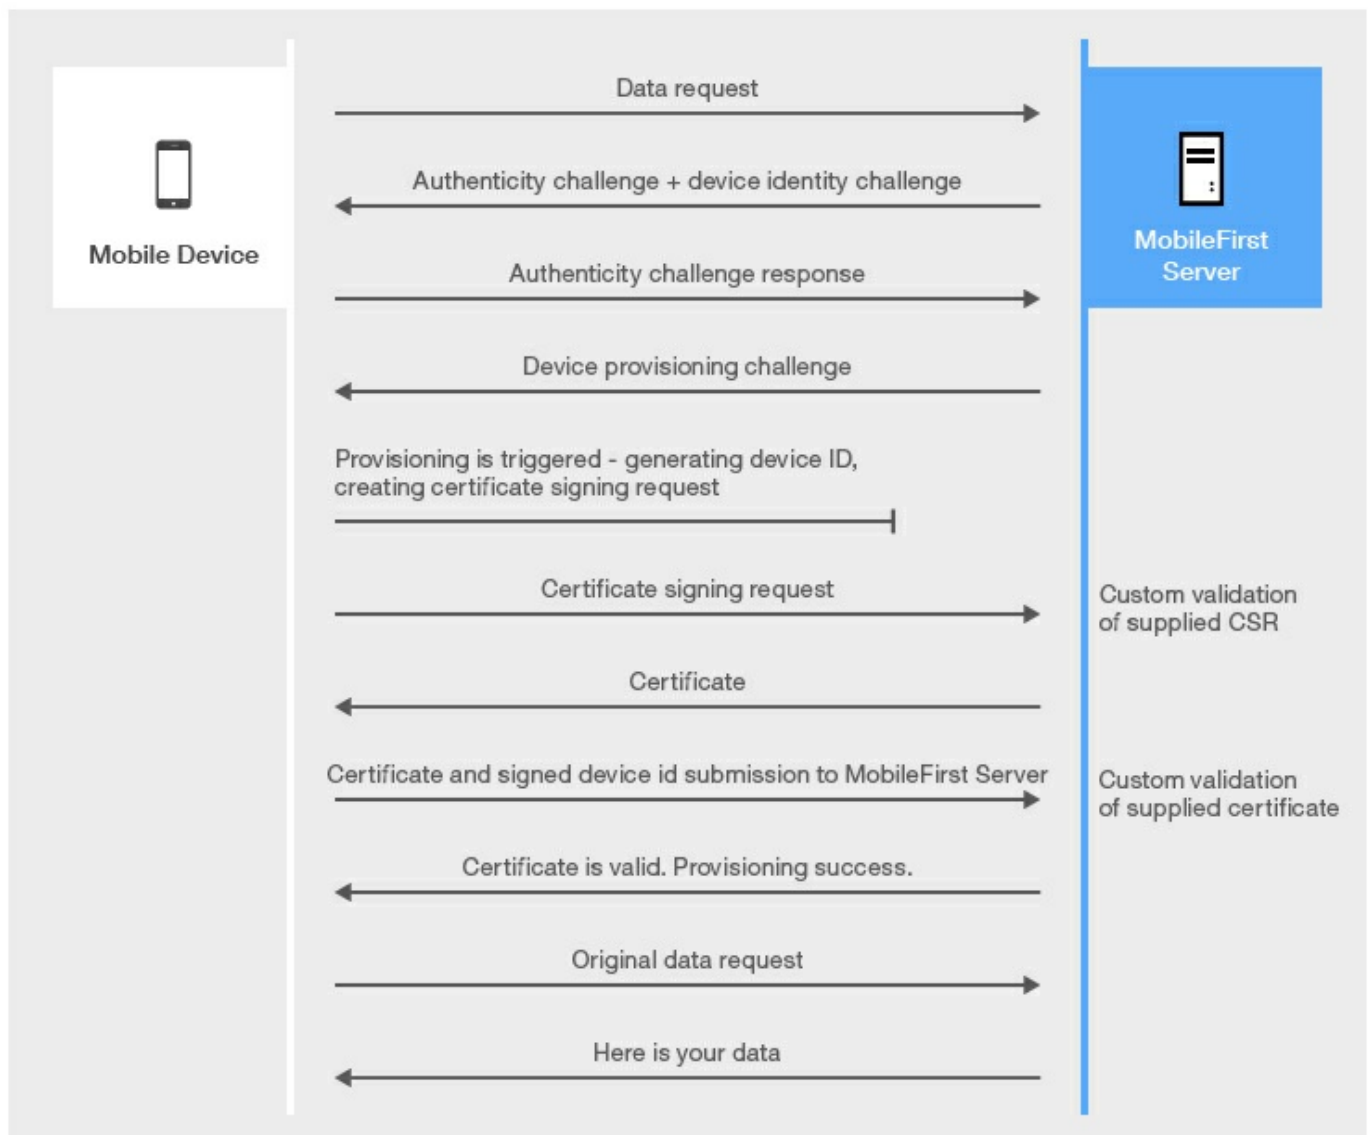 Data request
Authenticity challenge + device identity challenge
Mobile Device
MobileFirst
Server
Authenticity challenge response
Device provisioning challenge
Provisioning is triggered - generating device ID,
creating certificate signing request
Certificate signing request
Custom validation
of supplied CSR
Certificate
Certificate and signed device id submission to MobileFirst Server
Custom validation
of supplied certificate
Certificate is valid. Provisioning success.
Original data request
Here is your data